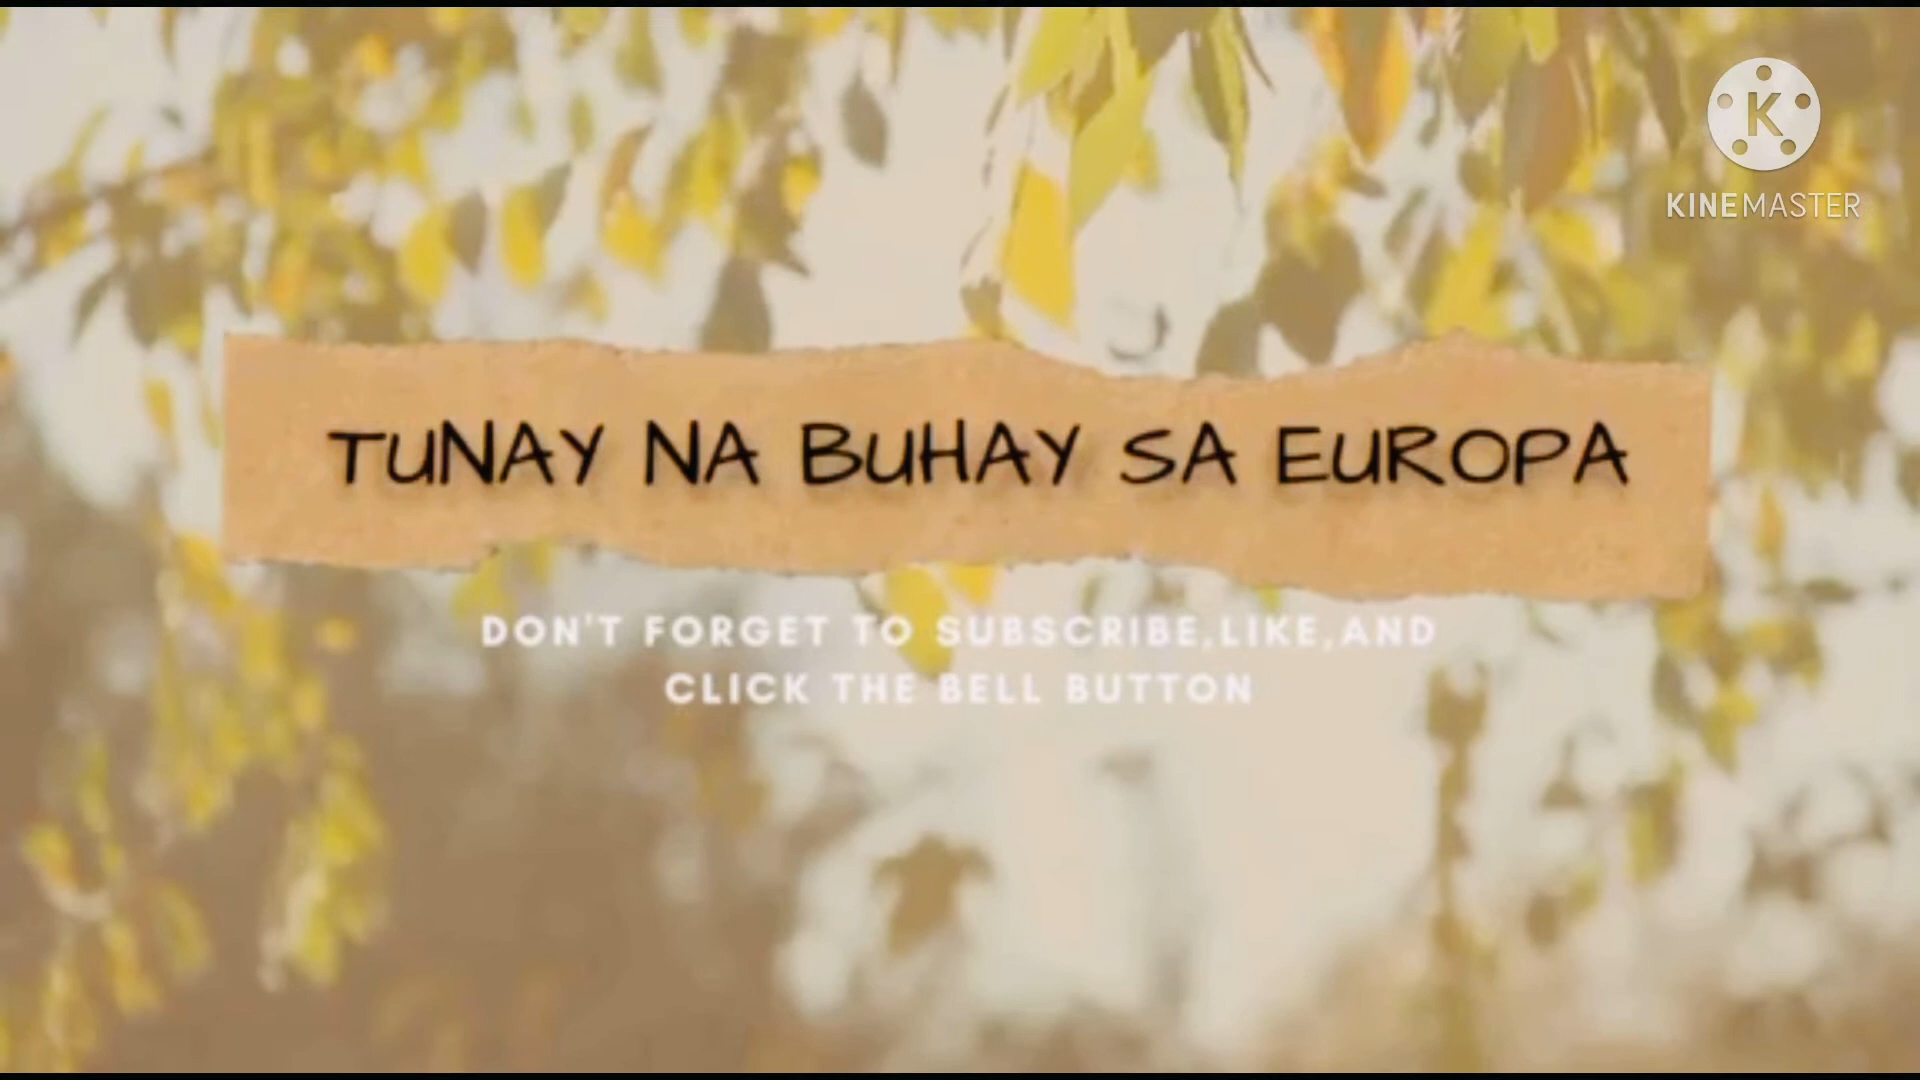 K
KINEMASTER
TUNAY NA BUHAY SA EUROPA
DON'T FORGET TO SUBSCRIBE,LIKE,AND
CLICK THE BELL BUTTON